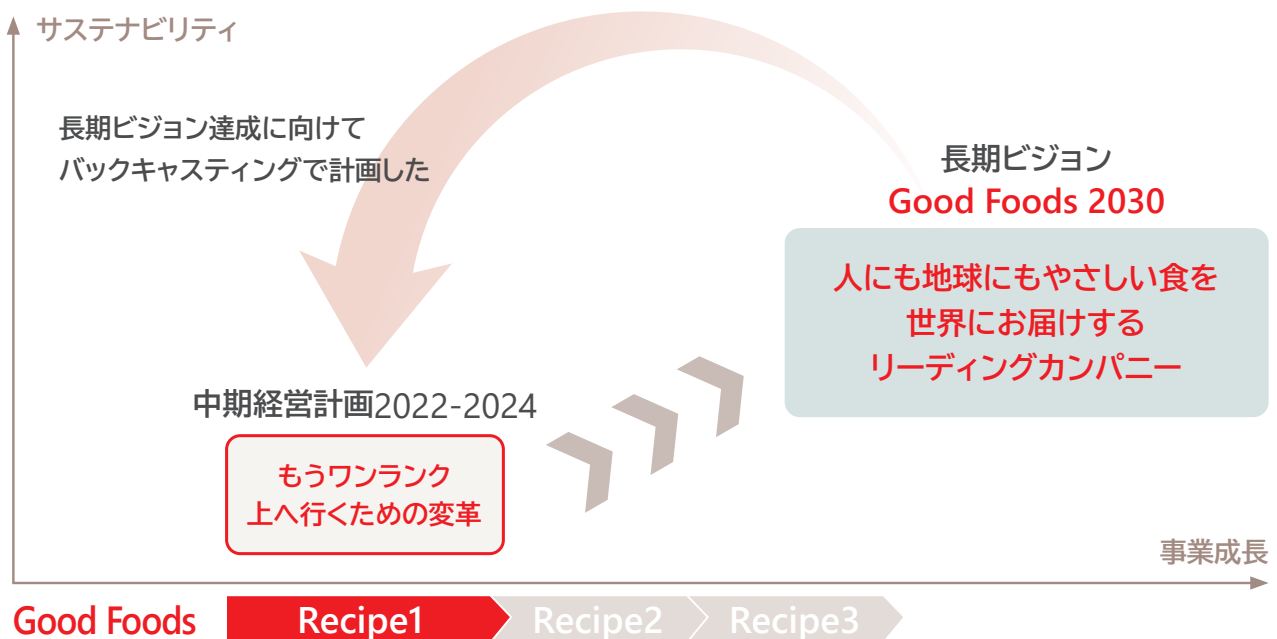 サステナビリティ
長期ビジョン達成に向けて
バックキャスティングで計画した
長期ビジョン
Good Foods 2030
人にも地球にもやさしい食を
世界にお届けする
リーディングカンパニー
中期経営計画2022-2024
もうワンランク
上へ行くための変革
事業成長
Good Foods Recipe1 Recipe2 Recipe3